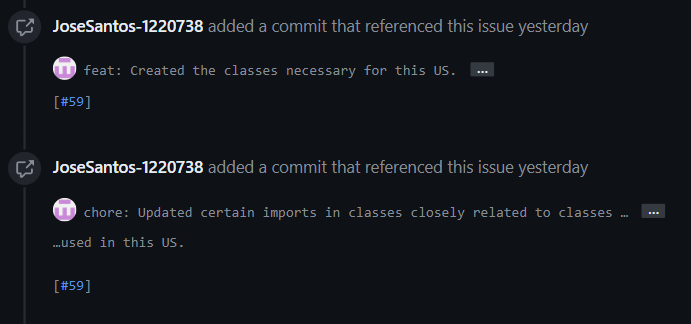 JoseSantos-1220738 added a commit that referenced this issue yesterday
feat: Created the classes necessary for this US. …
[#59]
JoseSantos-1220738 added a commit that referenced this issue yesterday
chore: Updated certain imports in classes closely related to classes … …
…used in this US.
[#59]